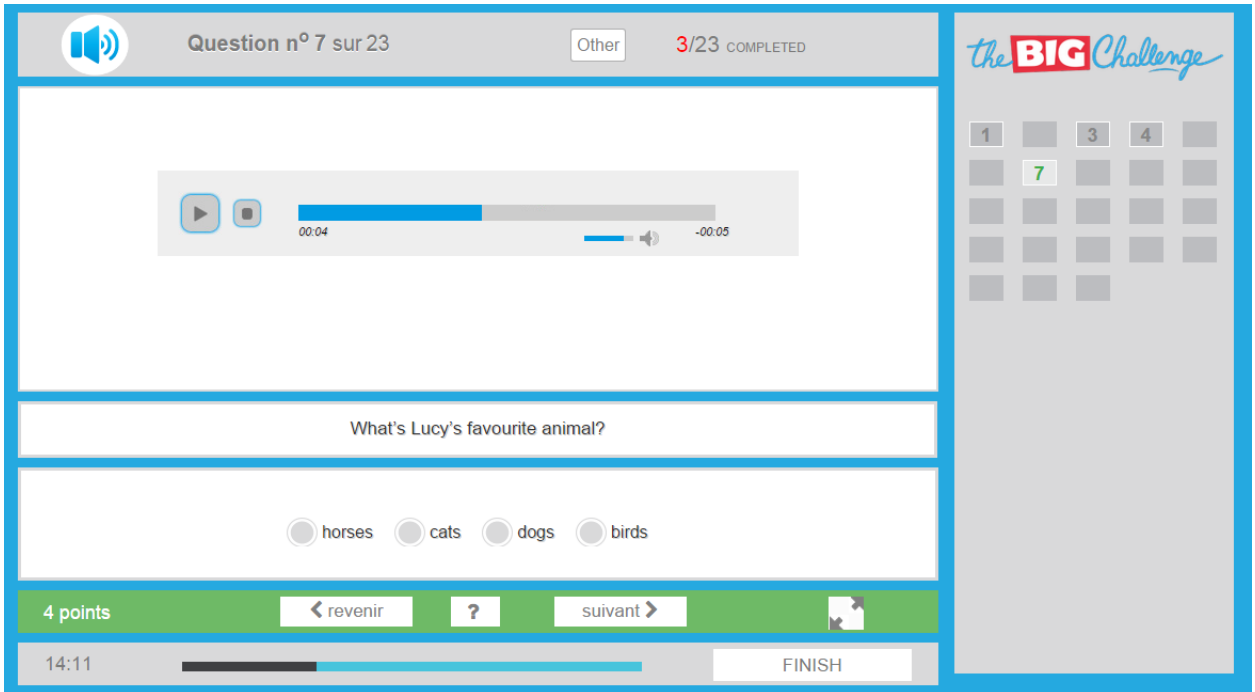 Question nº 7 sur 23
Other
3/23 COMPLETED
the BIG Challenge
1 3 4
7
00:04
-00:05
What's Lucy's favourite animal?
horses cats dogs birds
4 points
revenir
?
suivant
14:11
FINISH